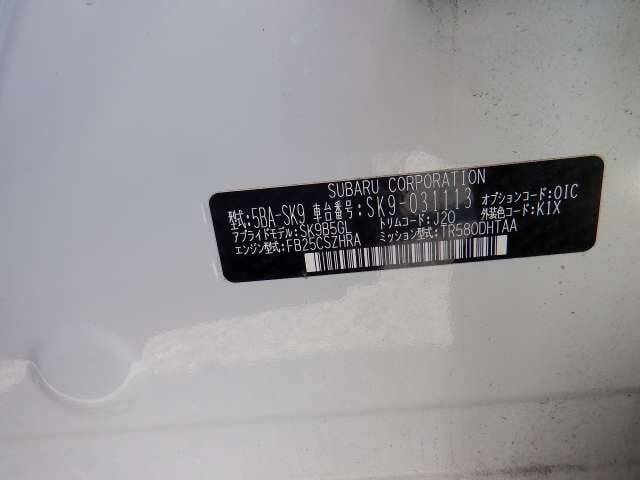 SUBARU CORPORATION
型式:5BA-SK9 車台番号:SK9-031113 オプションコード:OIC
アプライドモデル:SK9B5GL トリムコード:J20 外装色コード:K1X
エンジン型式:FB25CSZHRA ミッション型式:TR580DHTAA